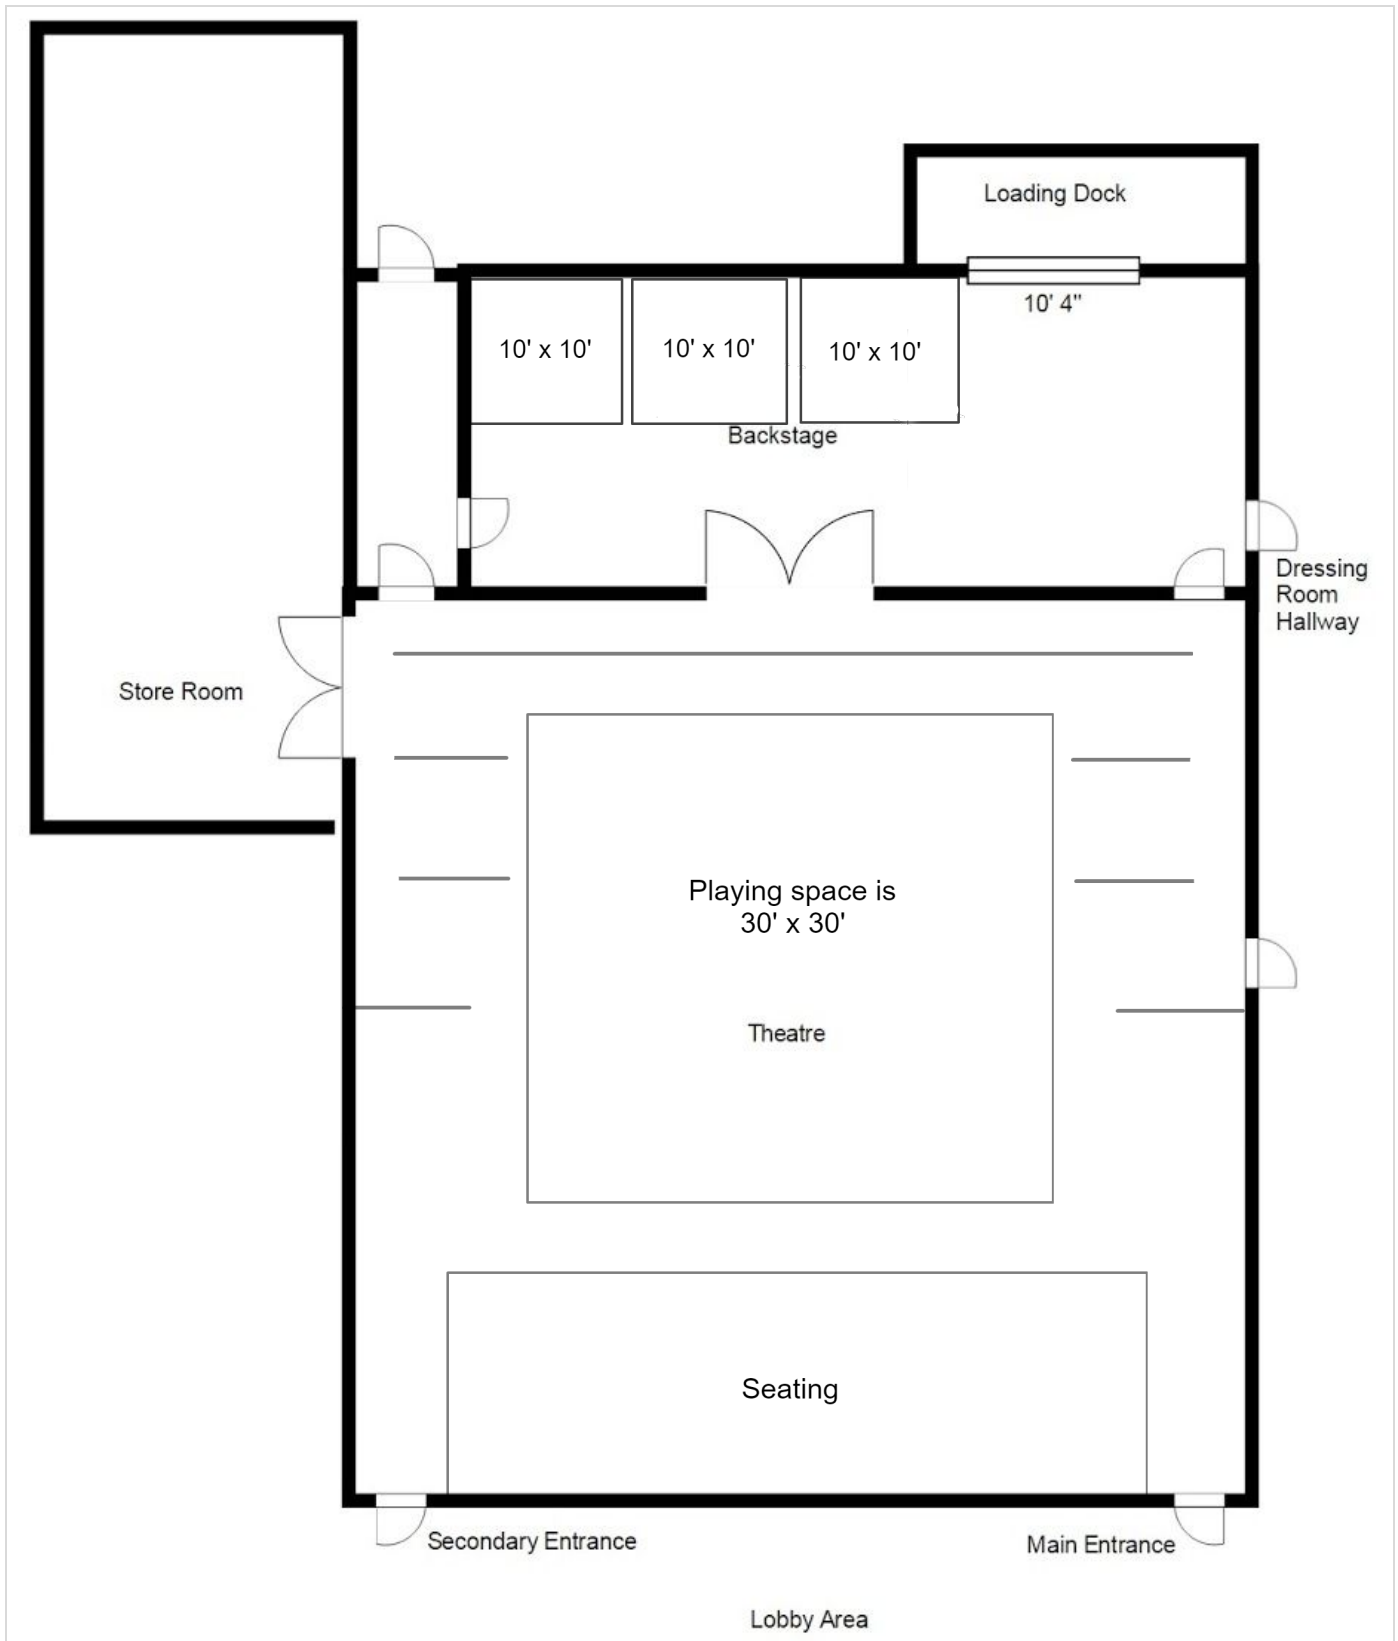 Loading Dock
10' 4"
10' x 10'
10' x 10'
10' x 10'
Backstage
Dressing
Room
Hallway
Store Room
Playing space is
30' x 30'
Theatre
Seating
Secondary Entrance
Main Entrance
Lobby Area